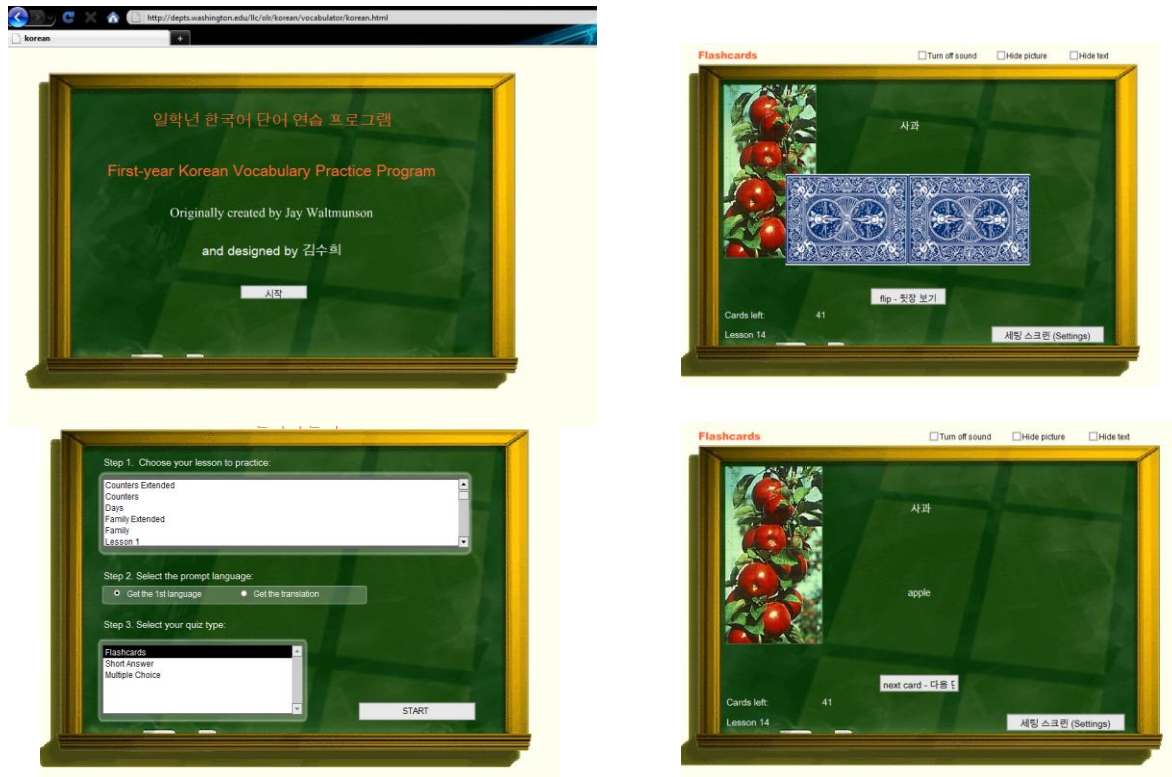 http://depts.washington.edu/llc/olr/korean/vocabulator/korean.html
korean
일학년 한국어 단어 연습 프로그램
First-year Korean Vocabulary Practice Program
Originally created by Jay Waltmunson
and designed by 김수희
시작
Flashcards Turn off sound Hide picture Hide text
사과
flip - 뒷장 보기
Cards left: 41
Lesson 14 세팅 스크린 (Settings)
Step 1. Choose your lesson to practice:
Counters Extended
Counters
Days
Family Extended
Family
Lesson 1
Step 2. Select the prompt language:
Get the 1st language Get the translation
Step 3. Select your quiz type:
Flashcards
Short Answer
Multiple Choice
START
Flashcards Turn off sound Hide picture Hide text
사과
apple
next card - 다음
Cards left: 41
Lesson 14 세팅 스크린 (Settings)